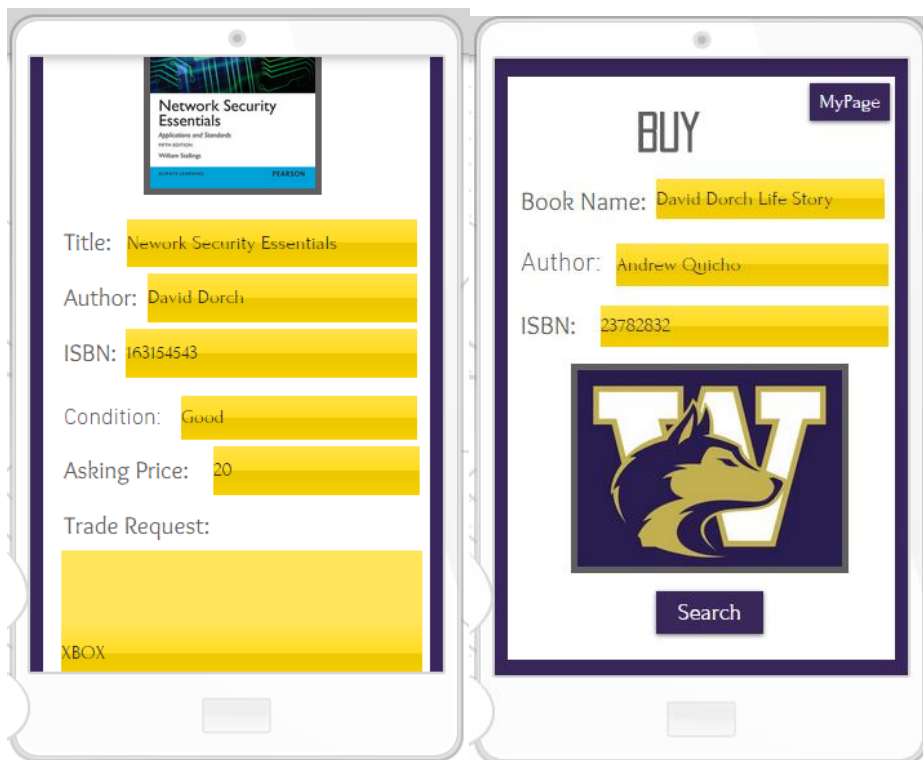 Network Security
Essentials
Applications and Standards
FIFTH EDITION
William Stallings
ALWAYS LEARNING PEARSON
Title: Nework Security Essentials
Author: David Dorch
ISBN: 163154543
Condition: Good
Asking Price: 20
Trade Request:
XBOX
MyPage
BUY
Book Name: David Dorch Life Story
Author: Andrew Quicho
ISBN: 23782832
W
Search